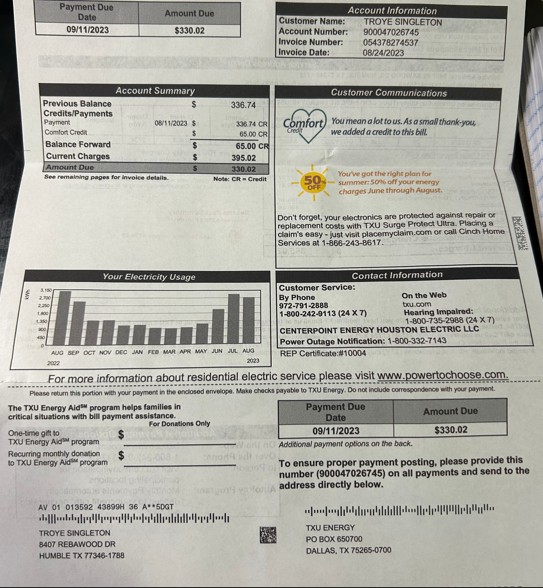 Payment Due Date
Amount Due
09/11/2023
$330.02
Account Information
Customer Name: TROYE SINGLETON
Account Number: 900047026745
Invoice Number: 054378274537
Invoice Date: 08/24/2023
Account Summary
Previous Balance $ 336.74
Credits/Payments
Payment 08/11/2023 $ 336.74 CR
Comfort Credit $ 65.00 CR
Balance Forward $ 65.00 CR
Current Charges $ 395.02
Amount Due $ 330.02
See remaining pages for invoice details. Note: CR = Credit
Customer Communications
Comfort Credit
You mean a lot to us. As a small thank-you,
we added a credit to this bill.
50% OFF
You've got the right plan for
summer: 50% off your energy
charges June through August.
Don't forget, your electronics are protected against repair or
replacement costs with TXU Surge Protect Ultra. Placing a
claim's easy - just visit placemyclaim.com or call Cinch Home
Services at 1-866-243-8617.
Your Electricity Usage
kWh
3,150
2,700
2,250
1,800
1,350
900
450
0
AUG SEP OCT NOV DEC JAN FEB MAR APR MAY JUN JUL AUG
2022 2023
Contact Information
Customer Service:
By Phone
972-791-2888
1-800-242-9113 (24 X 7)
On the Web
txu.com
Hearing Impaired:
1-800-735-2988 (24 X 7)
CENTERPOINT ENERGY HOUSTON ELECTRIC LLC
Power Outage Notification: 1-800-332-7143
REP Certificate:#10004
For more information about residential electric service please visit www.powertochoose.com.
Please return this portion with your payment in the enclosed envelope. Make checks payable to TXU Energy. Do not include correspondence with your payment.
The TXU Energy Aid℠ program helps families in
critical situations with bill payment assistance.
For Donations Only
One-time gift to
TXU Energy Aid℠ program $
Recurring monthly donation
to TXU Energy Aid℠ program $
Payment Due Date
Amount Due
09/11/2023
$330.02
Additional payment options on the back.
To ensure proper payment posting, please provide this
number (900047026745) on all payments and send to the
address directly below.
AV 01 013592 43899H 36 A**5DGT
TROYE SINGLETON
8407 REBAWOOD DR
HUMBLE TX 77346-1788
TXU ENERGY
PO BOX 650700
DALLAS, TX 75265-0700